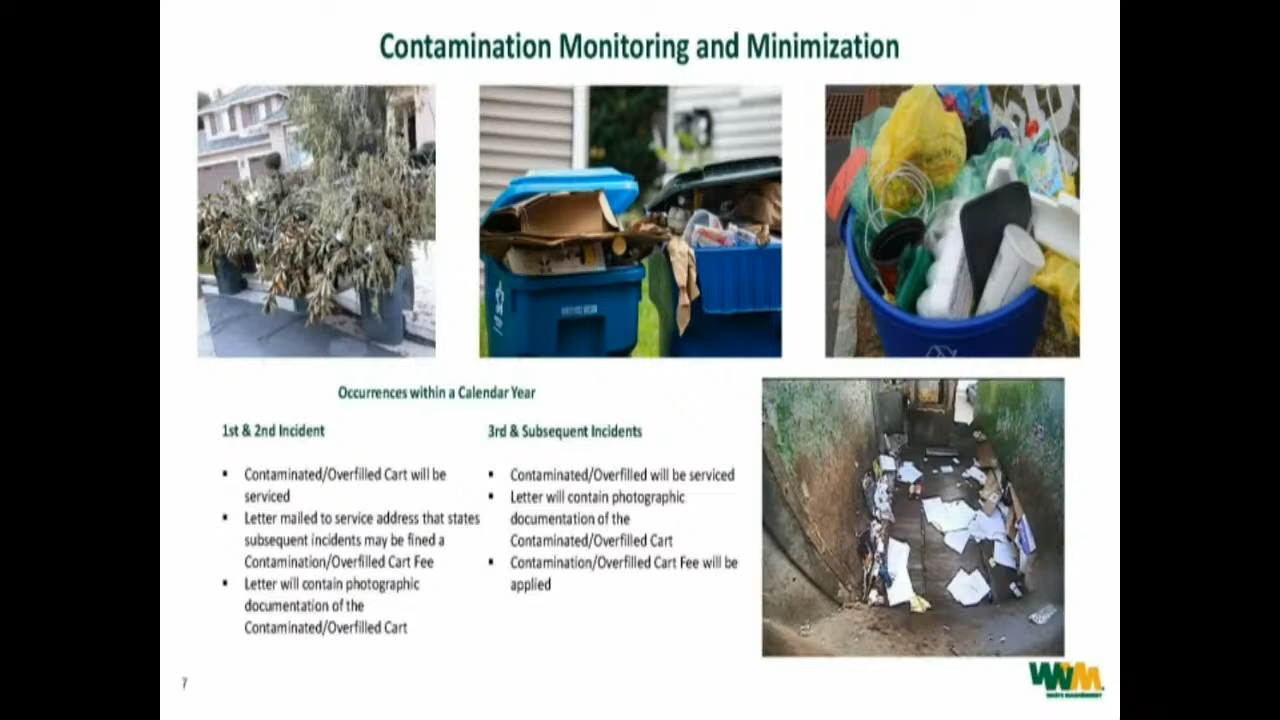 Contamination Monitoring and Minimization
Occurrences within a Calendar Year
1st & 2nd Incident
▪ Contaminated/Overfilled Cart will be
serviced
▪ Letter mailed to service address that states
subsequent incidents may be fined a
Contamination/Overfilled Cart Fee
▪ Letter will contain photographic
documentation of the
Contaminated/Overfilled Cart
3rd & Subsequent Incidents
▪ Contaminated/Overfilled will be serviced
▪ Letter will contain photographic
documentation of the
Contaminated/Overfilled Cart
▪ Contamination/Overfilled Cart Fee will be
applied
7
WM
WASTE MANAGEMENT